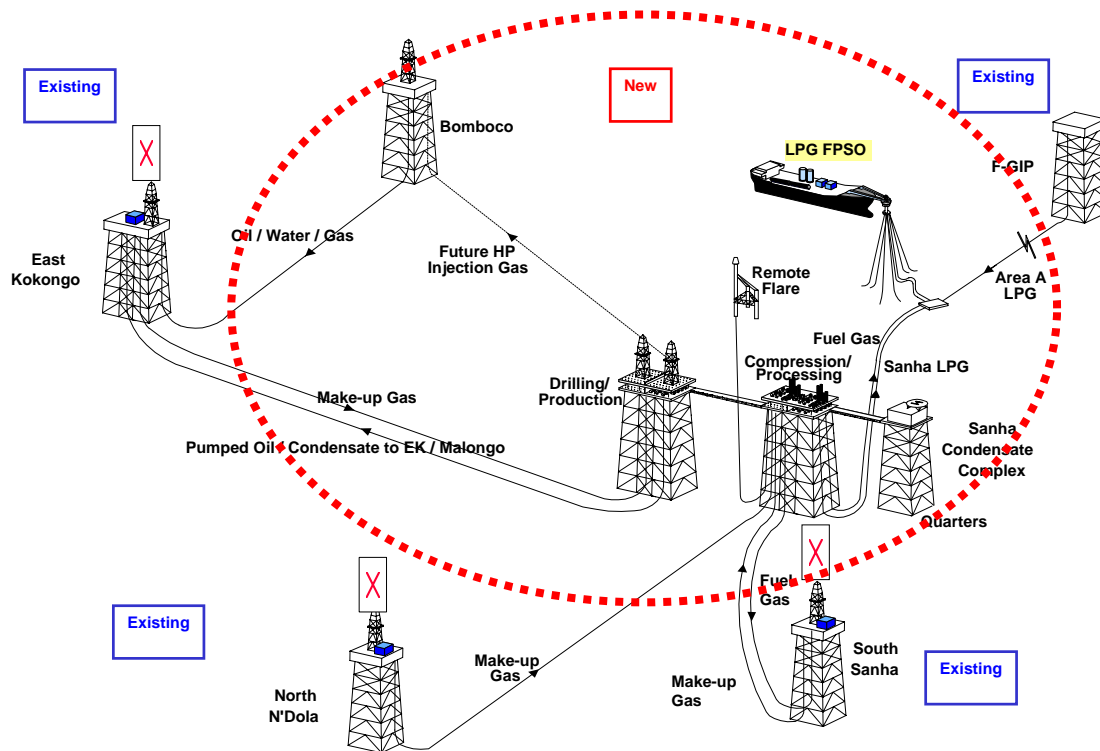 Existing
New
Existing
Bomboco
LPG FPSO
F-GIP
Oil / Water / Gas
East
Kokongo
Future HP
Injection Gas
Remote
Flare
Area A
LPG
Fuel Gas
Compression/
Processing
Sanha LPG
Drilling/
Production
Make-up Gas
Pumped Oil / Condensate to EK / Malongo
Sanha
Condensate
Complex
Quarters
Fuel
Gas
Existing
Make-up
Gas
North
N'Dola
Make-up
Gas
South
Sanha
Existing